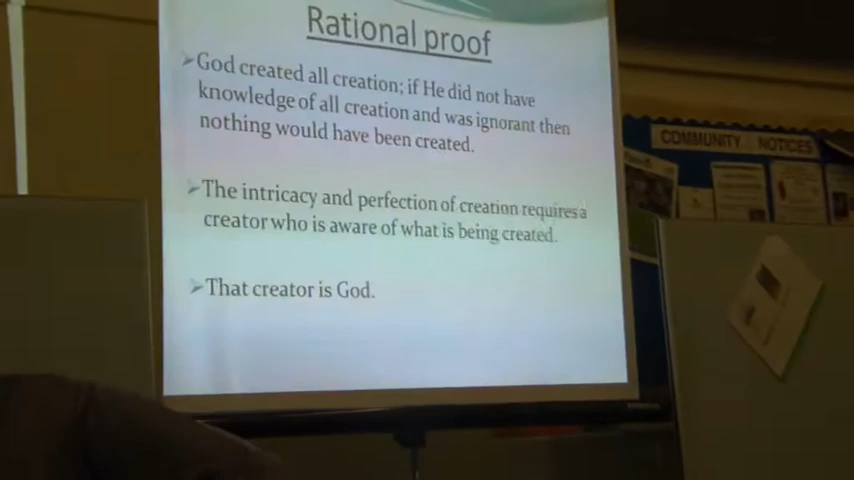 Rational proof
➢God created all creation; if He did not have
knowledge of all creation and was ignorant then
nothing would have been created.
➢The intricacy and perfection of creation requires a
creator who is aware of what is being created.
➢That creator is God.
COMMUNITY NOTICES